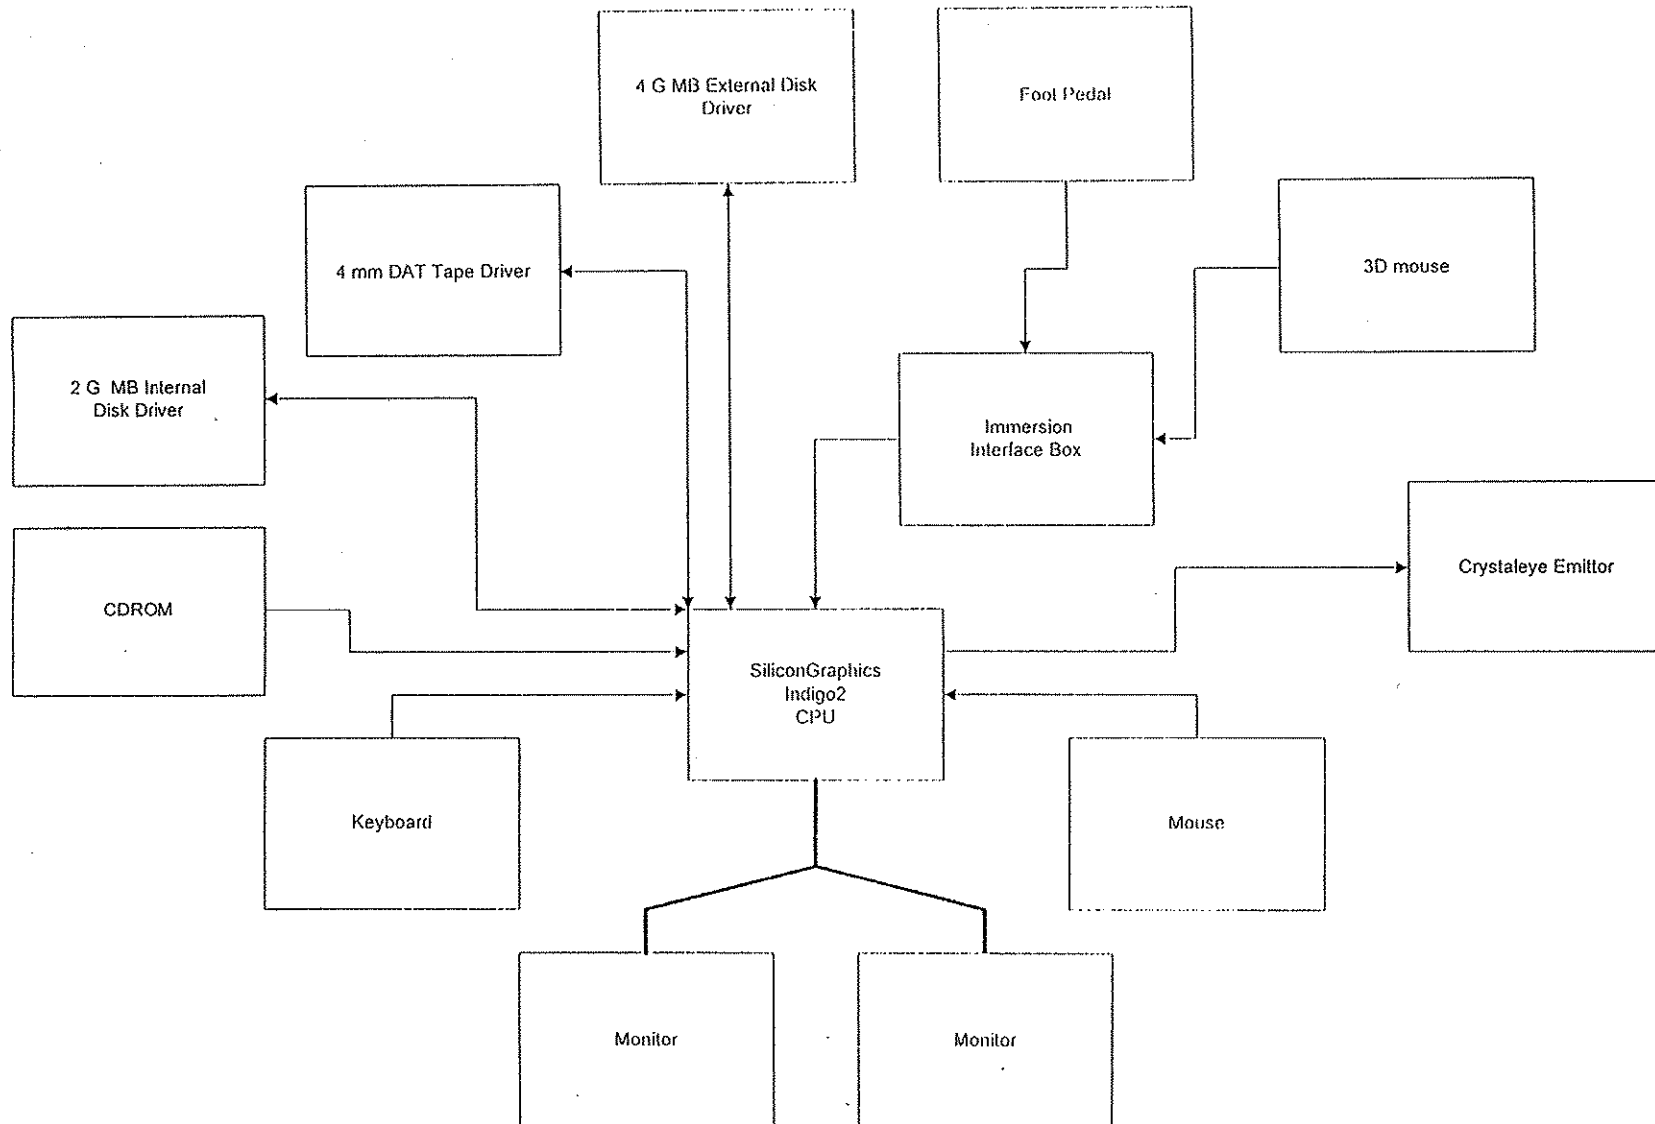 4 G MB External Disk
Driver
Foot Pedal
4 mm DAT Tape Driver
3D mouse
2 G MB Internal
Disk Driver
Immersion
Interface Box
Crystaleye Emittor
CDROM
SiliconGraphics
Indigo2
CPU
Keyboard
Mouse
Monitor
Monitor